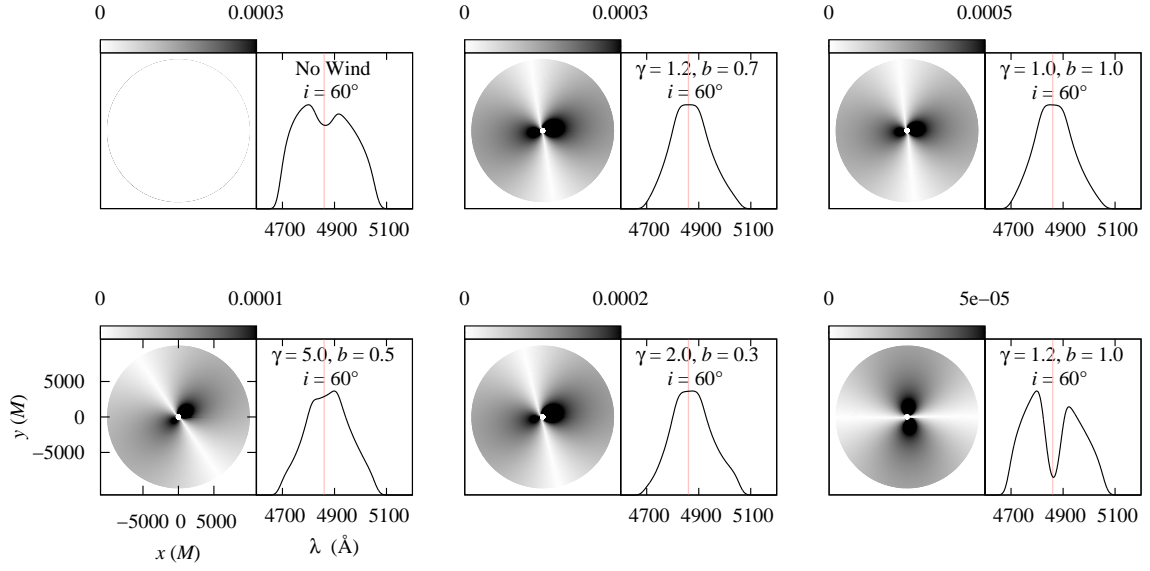 0 0.0003 0 0.0003 0 0.0005
No Wind γ = 1.2, b = 0.7 γ = 1.0, b = 1.0
i = 60° i = 60° i = 60°
4700 4900 5100 4700 4900 5100 4700 4900 5100
0 0.0001 0 0.0002 0 5e−05
γ = 5.0, b = 0.5 γ = 2.0, b = 0.3 γ = 1.2, b = 1.0
i = 60° i = 60° i = 60°
5000
0
−5000
y (M)
−5000 0 5000 4700 4900 5100 4700 4900 5100 4700 4900 5100
x (M) λ (Å)